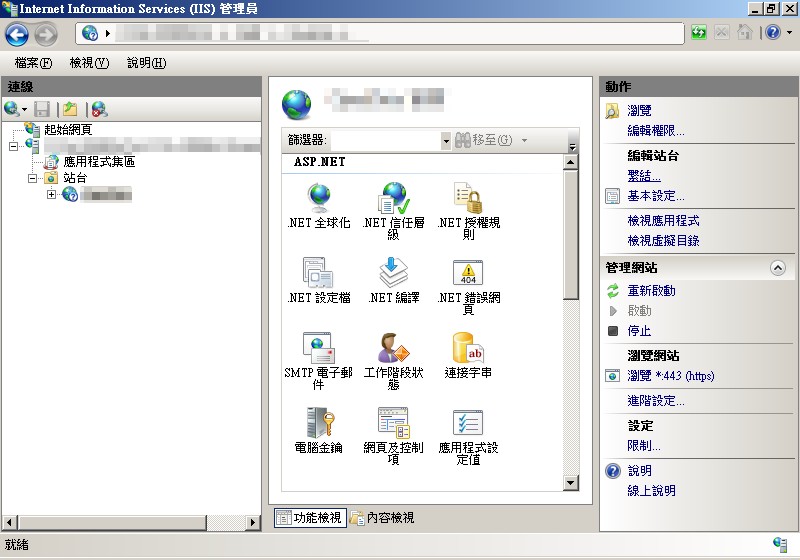 Internet Information Services (IIS) 管理員
檔案(F) 檢視(V) 說明(H)
連線
起始網頁
應用程式集區
站台
篩選器: 移至(G)
ASP.NET
.NET 全球化
.NET 信任層
級
.NET 授權規
則
.NET 設定檔
.NET 編譯
.NET 錯誤網
頁
404
SMTP 電子郵
件
工作階段狀
態
連接字串
ab
電腦金鑰
網頁及控制
項
應用程式設
定值
功能檢視 內容檢視
動作
瀏覽
編輯權限...
編輯站台
繫結...
基本設定...
檢視應用程式
檢視虛擬目錄
管理網站
重新啟動
啟動
停止
瀏覽網站
瀏覽 *:443 (https)
進階設定...
設定
限制...
說明
線上說明
就緒